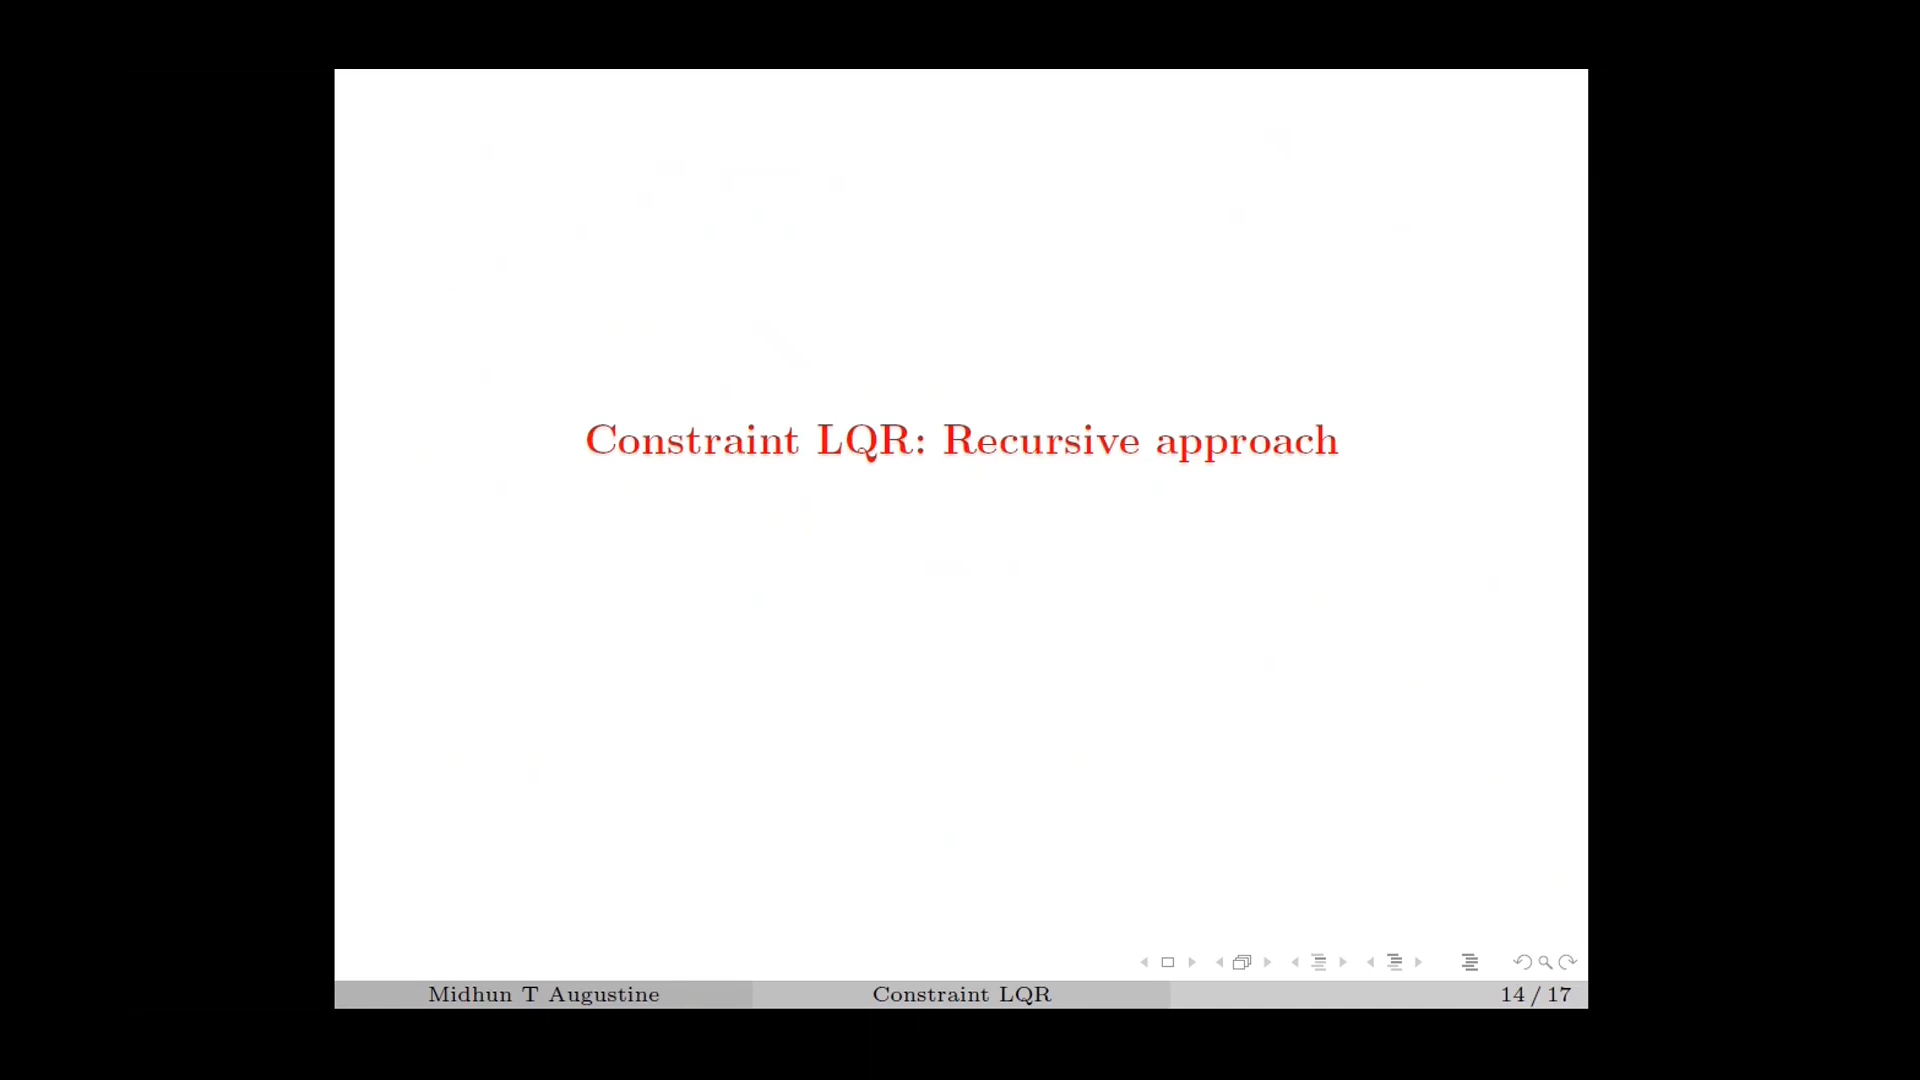 Constraint LQR: Recursive approach
Midhun T Augustine
Constraint LQR
14 / 17